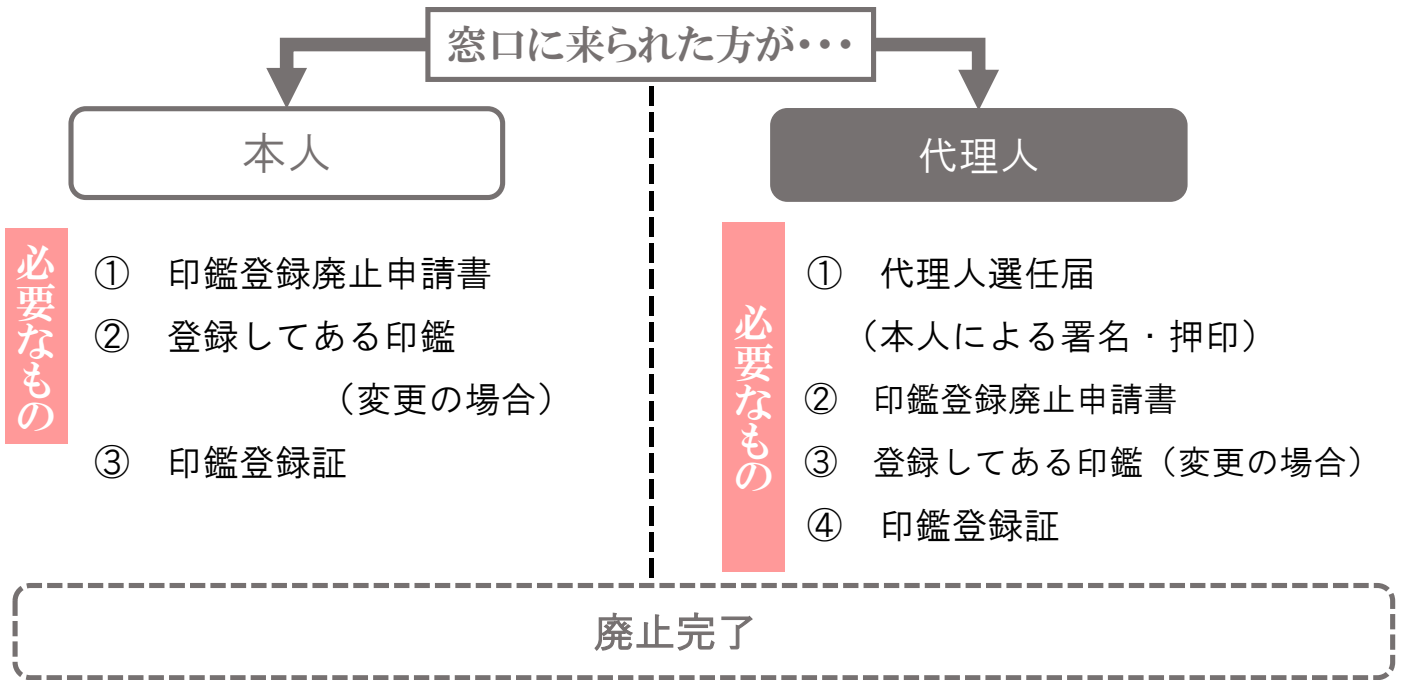 窓口に来られた方が・・・
本人
必要なもの
① 印鑑登録廃止申請書
② 登録してある印鑑
（変更の場合）
③ 印鑑登録証
代理人
必要なもの
① 代理人選任届
（本人による署名・押印）
② 印鑑登録廃止申請書
③ 登録してある印鑑（変更の場合）
④ 印鑑登録証
廃止完了